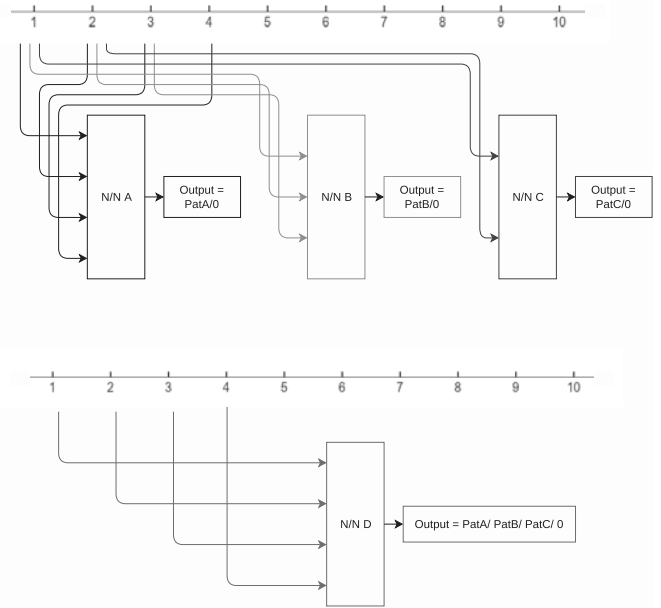 1 2 3 4 5 6 7 8 9 10
N/N A
Output =
PatA/0
N/N B
Output =
PatB/0
N/N C
Output =
PatC/0
1 2 3 4 5 6 7 8 9 10
N/N D
Output = PatA/ PatB/ PatC/ 0